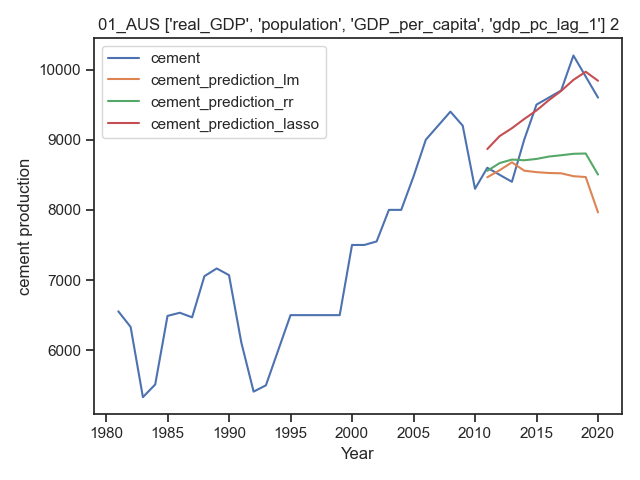 01_AUS ['real_GDP', 'population', 'GDP_per_capita', 'gdp_pc_lag_1'] 2
cement
cement_prediction_lm
cement_prediction_rr
cement_prediction_lasso
cement production
10000
9000
8000
7000
6000
1980 1985 1990 1995 2000 2005 2010 2015 2020
Year